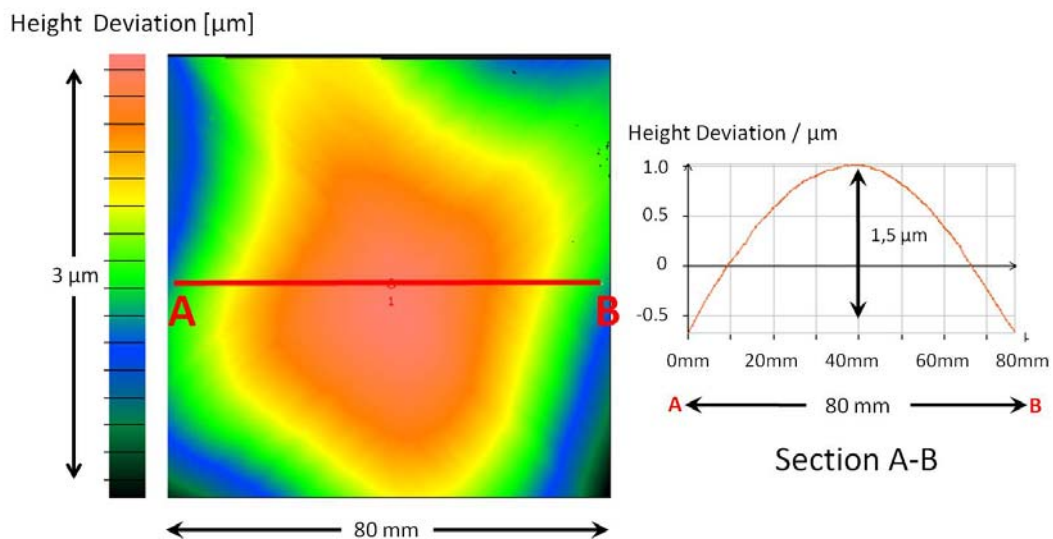 Height Deviation [µm]
3 µm
A
B
1
80 mm
Height Deviation / µm
1.0
0.5
0
-0.5
1,5 µm
0mm 20mm 40mm 60mm 80mm
A 80 mm B
Section A-B